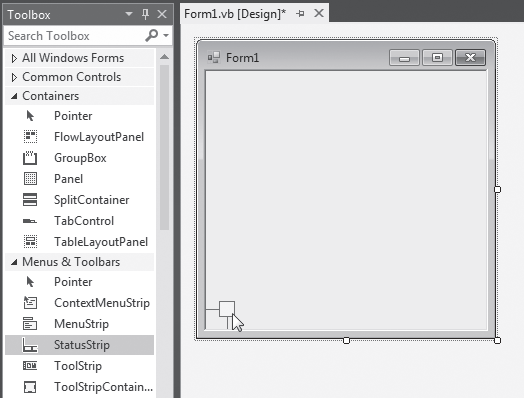 Toolbox
Search Toolbox
All Windows Forms
Common Controls
Containers
Pointer
FlowLayoutPanel
GroupBox
Panel
SplitContainer
TabControl
TableLayoutPanel
Menus & Toolbars
Pointer
ContextMenuStrip
MenuStrip
StatusStrip
ToolStrip
ToolStripContain...
Form1.vb [Design]*
Form1